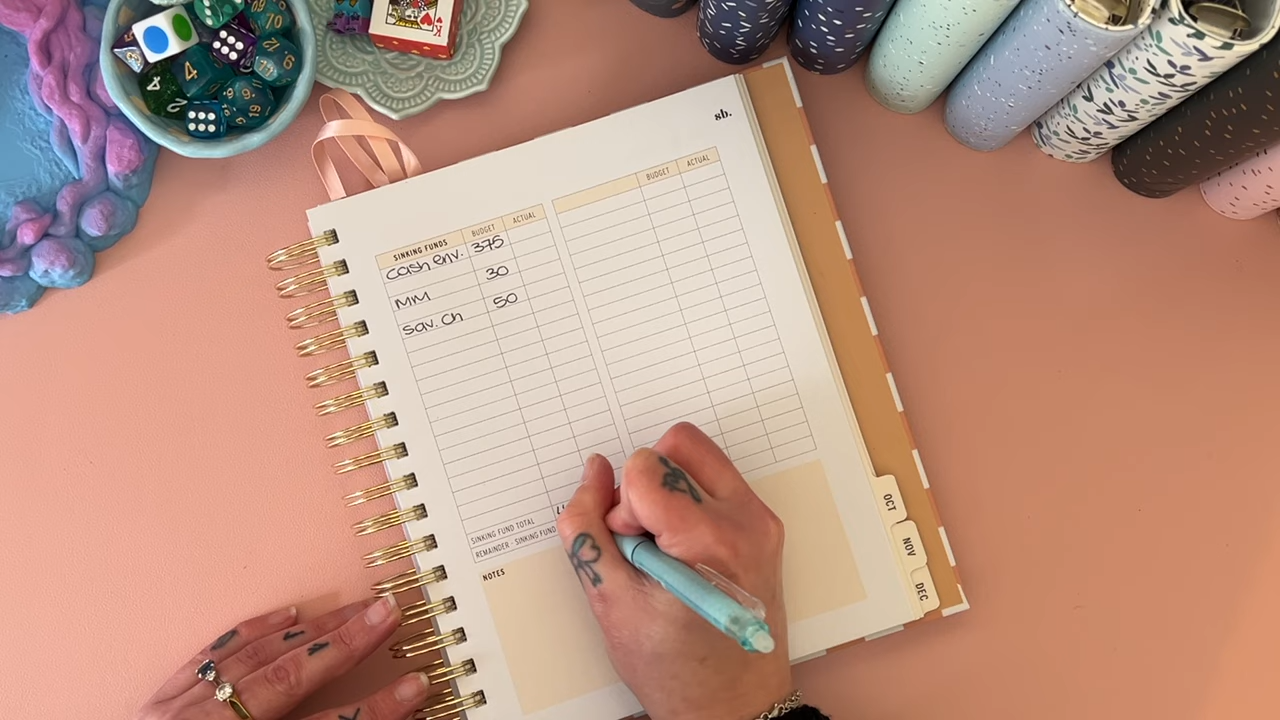 sb.
SINKING FUNDS BUDGET ACTUAL
cash env. 375
MM 30
sav. ch 50
BUDGET ACTUAL
SINKING FUND TOTAL
REMAINDER - SINKING FUND
NOTES
OCT
NOV
DEC